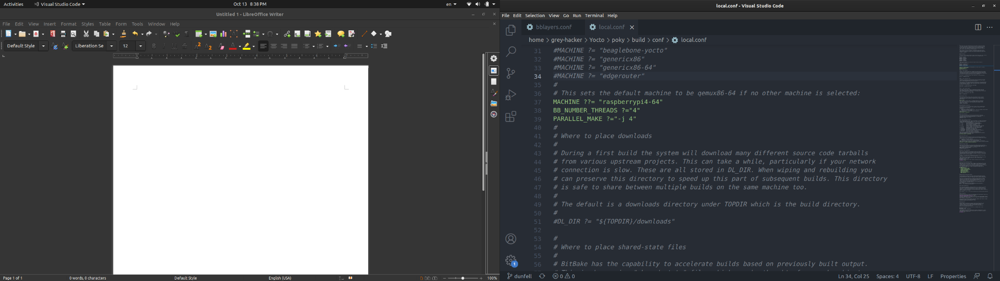 Activities
Visual Studio Code
Oct 13 8:38 PM
en
Untitled 1 - LibreOffice Writer
File Edit View Insert Format Styles Table Form Tools Window Help
Default Style
Liberation Se
12
Page 1 of 1
0 words, 0 characters
Default Style
English (USA)
100%
local.conf - Visual Studio Code
File Edit Selection View Go Run Terminal Help
bblayers.conf
local.conf
home > grey-hacker > Yocto > poky > build > conf > local.conf
31 #MACHINE ?= "beaglebone-yocto"
32 #MACHINE ?= "genericx86"
33 #MACHINE ?= "genericx86-64"
34 #MACHINE ?= "edgerouter"
35 #
36 # This sets the default machine to be qemux86-64 if no other machine is selected:
37 MACHINE ??= "raspberrypi4-64"
38 BB_NUMBER_THREADS ?="4"
39 PARALLEL_MAKE ?="-j 4"
40 #
41 # Where to place downloads
42 #
43 # During a first build the system will download many different source code tarballs
44 # from various upstream projects. This can take a while, particularly if your network
45 # connection is slow. These are all stored in DL_DIR. When wiping and rebuilding you
46 # can preserve this directory to speed up this part of subsequent builds. This directory
47 # is safe to share between multiple builds on the same machine too.
48 #
49 # The default is a downloads directory under TOPDIR which is the build directory.
50 #
51 #DL_DIR ?= "${TOPDIR}/downloads"
52
53 #
54 # Where to place shared-state files
55 #
56 # BitBake has the capability to accelerate builds based on previously built output.
1
dunfell
0 0
Ln 34, Col 25
Spaces: 4
UTF-8
LF
Properties